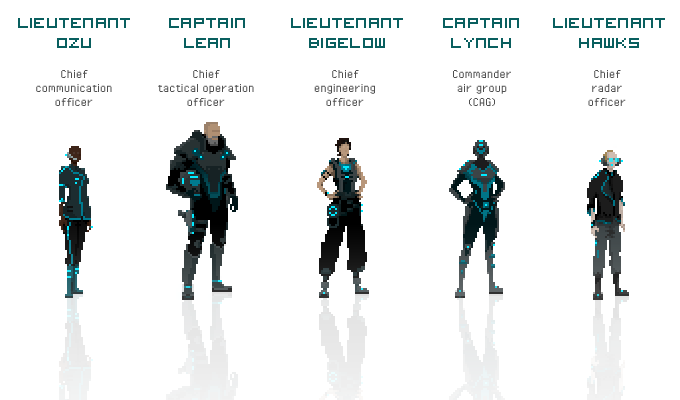 LIEUTENANT
OZU
Chief
communication
officer
CAPTAIN
LEAN
Chief
tactical operation
officer
LIEUTENANT
BIGELOW
Chief
engineering
officer
CAPTAIN
LYNCH
Commander
air group
(CAG)
LIEUTENANT
HAWKS
Chief
radar
officer